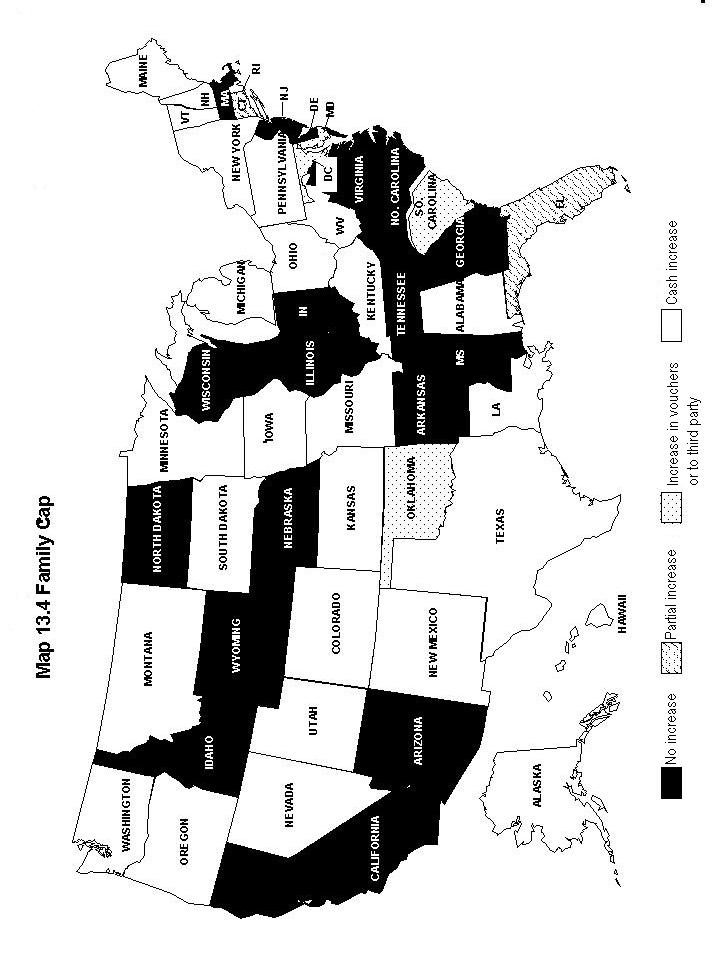 Map 13.4 Family Cap
WASHINGTON
OREGON
CALIFORNIA
NEVADA
IDAHO
MONTANA
WYOMING
UTAH
ARIZONA
COLORADO
NEW MEXICO
NORTH DAKOTA
SOUTH DAKOTA
NEBRASKA
KANSAS
OKLAHOMA
TEXAS
MINNESOTA
IOWA
MISSOURI
ARKANSAS
LA
WISCONSIN
ILLINOIS
MICHIGAN
IN
OHIO
KENTUCKY
TENNESSEE
MS
ALABAMA
GEORGIA
FL
SO.
CAROLINA
NO. CAROLINA
VIRGINIA
WV
DC
PENNSYLVANIA
NEW YORK
VT
NH
MAINE
MA
CT
RI
NJ
DE
MD
ALASKA
HAWAII
No increase
Partial increase
Increase in vouchers
or to third party
Cash increase